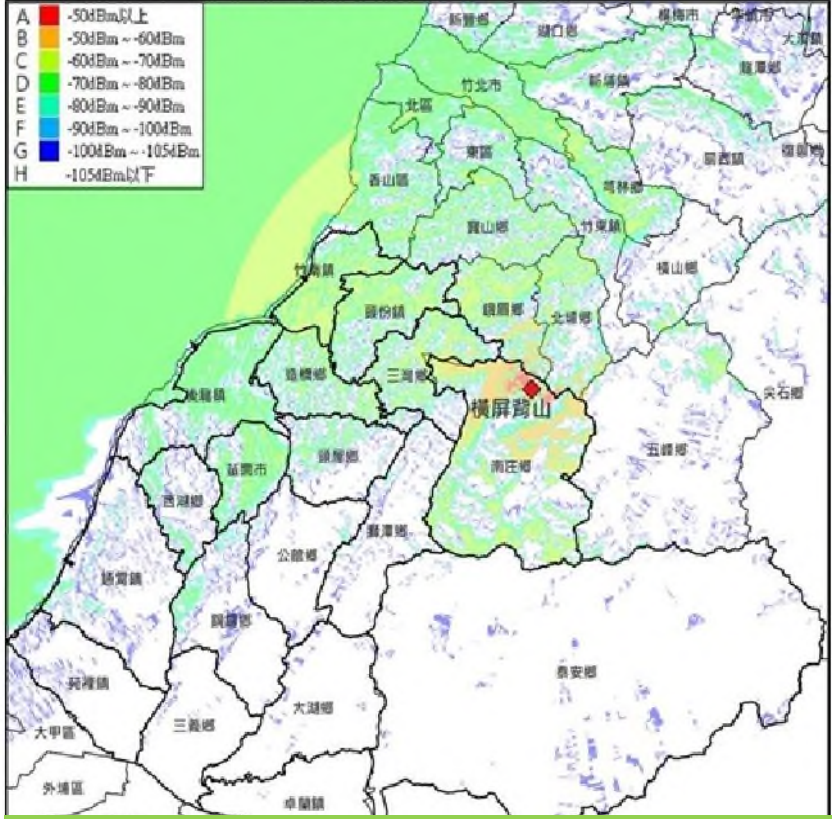 A -50dBm以上
B -50dBm ~ -60dBm
C -60dBm ~ -70dBm
D -70dBm ~ -80dBm
E -80dBm ~ -90dBm
F -90dBm ~ -100dBm
G -100dBm ~ -105dBm
H -105dBm以下
新豐鄉
湖口鄉
楊梅市
大溪鎮
龍潭鄉
竹北市
新埔鎮
北區
東區
關西鎮
香山區
芎林鄉
寶山鄉
竹東鎮
竹南鎮
橫山鄉
頭份鎮
峨眉鄉
北埔鄉
造橋鄉
三灣鄉
後龍鎮
尖石鄉
橫屏背山
頭屋鄉
五峰鄉
苗栗市
南庄鄉
西湖鄉
獅潭鄉
公館鄉
通霄鎮
銅鑼鄉
泰安鄉
苑裡鎮
大湖鄉
三義鄉
大甲區
外埔區
卓蘭鎮